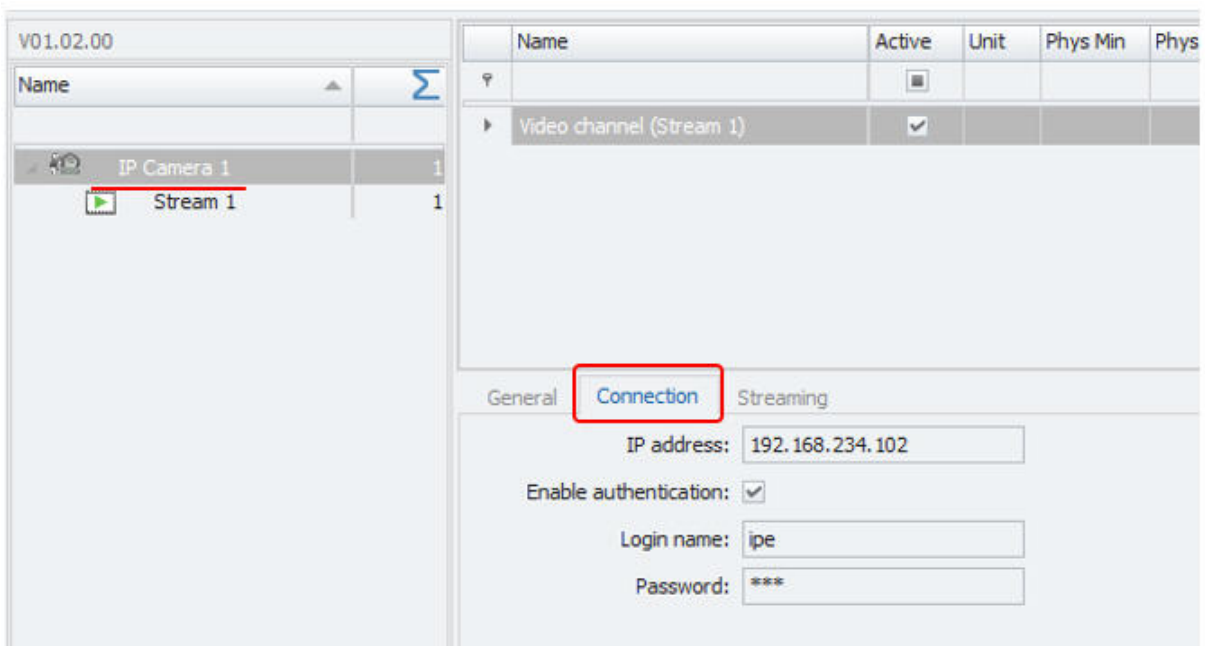 V01.02.00
Name
Σ
IP Camera 1 1
Stream 1 1
Name Active Unit Phys Min Phys
Video channel (Stream 1)
General Connection Streaming
IP address: 192.168.234.102
Enable authentication:
Login name: ipe
Password: ***